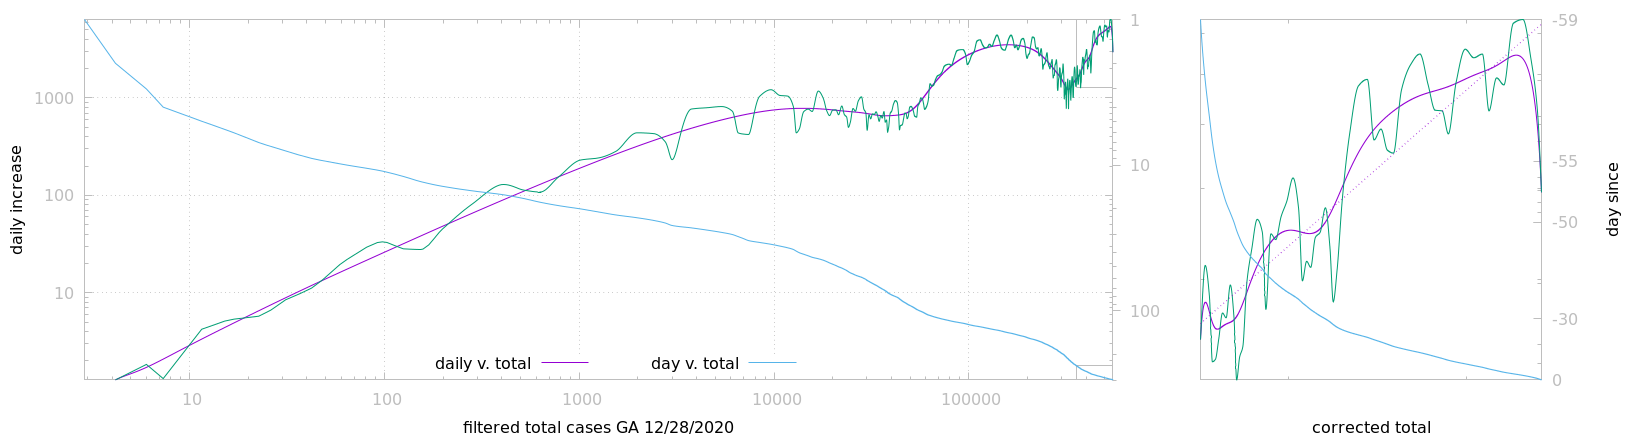 1
-59
1000
daily increase
10
-55
100
-50
day since
10
100
-30
daily v. total
day v. total
0
10
100
1000
10000
100000
filtered total cases GA 12/28/2020
corrected total